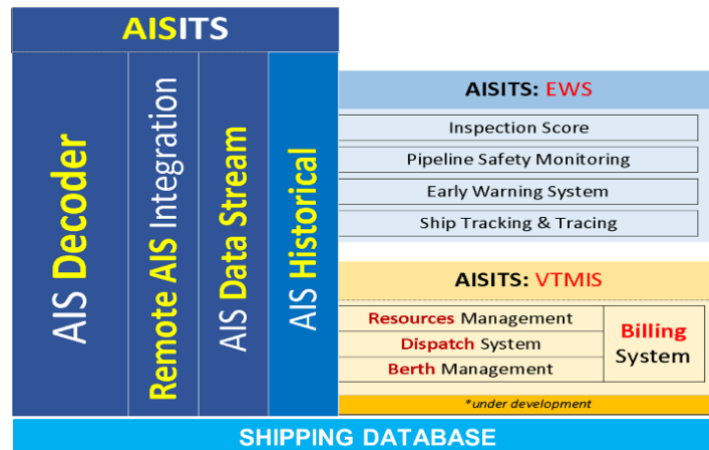 AISITS
AIS Decoder
Remote AIS Integration
AIS Data Stream
AIS Historical
AISITS: EWS
Inspection Score
Pipeline Safety Monitoring
Early Warning System
Ship Tracking & Tracing
AISITS: VTMIS
Resources Management
Dispatch System
Berth Management
Billing
System
*under development
SHIPPING DATABASE